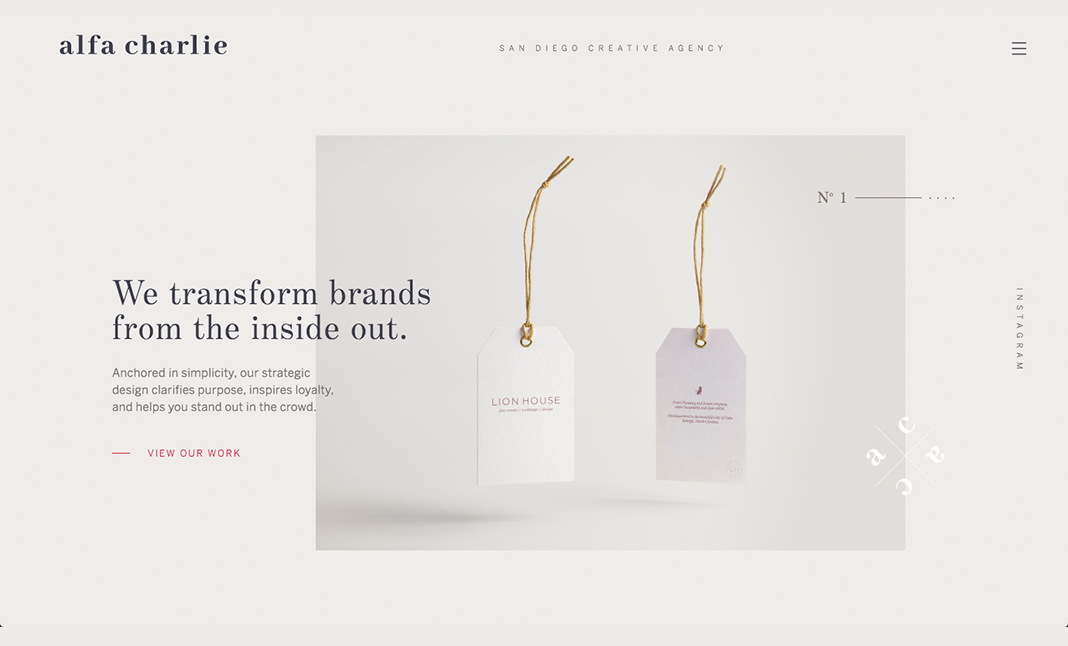 alfa charlie
SAN DIEGO CREATIVE AGENCY
Nº 1
We transform brands
from the inside out.
Anchored in simplicity, our strategic
design clarifies purpose, inspires loyalty,
and helps you stand out in the crowd.
VIEW OUR WORK
LION HOUSE
INSTAGRAM
a c a c